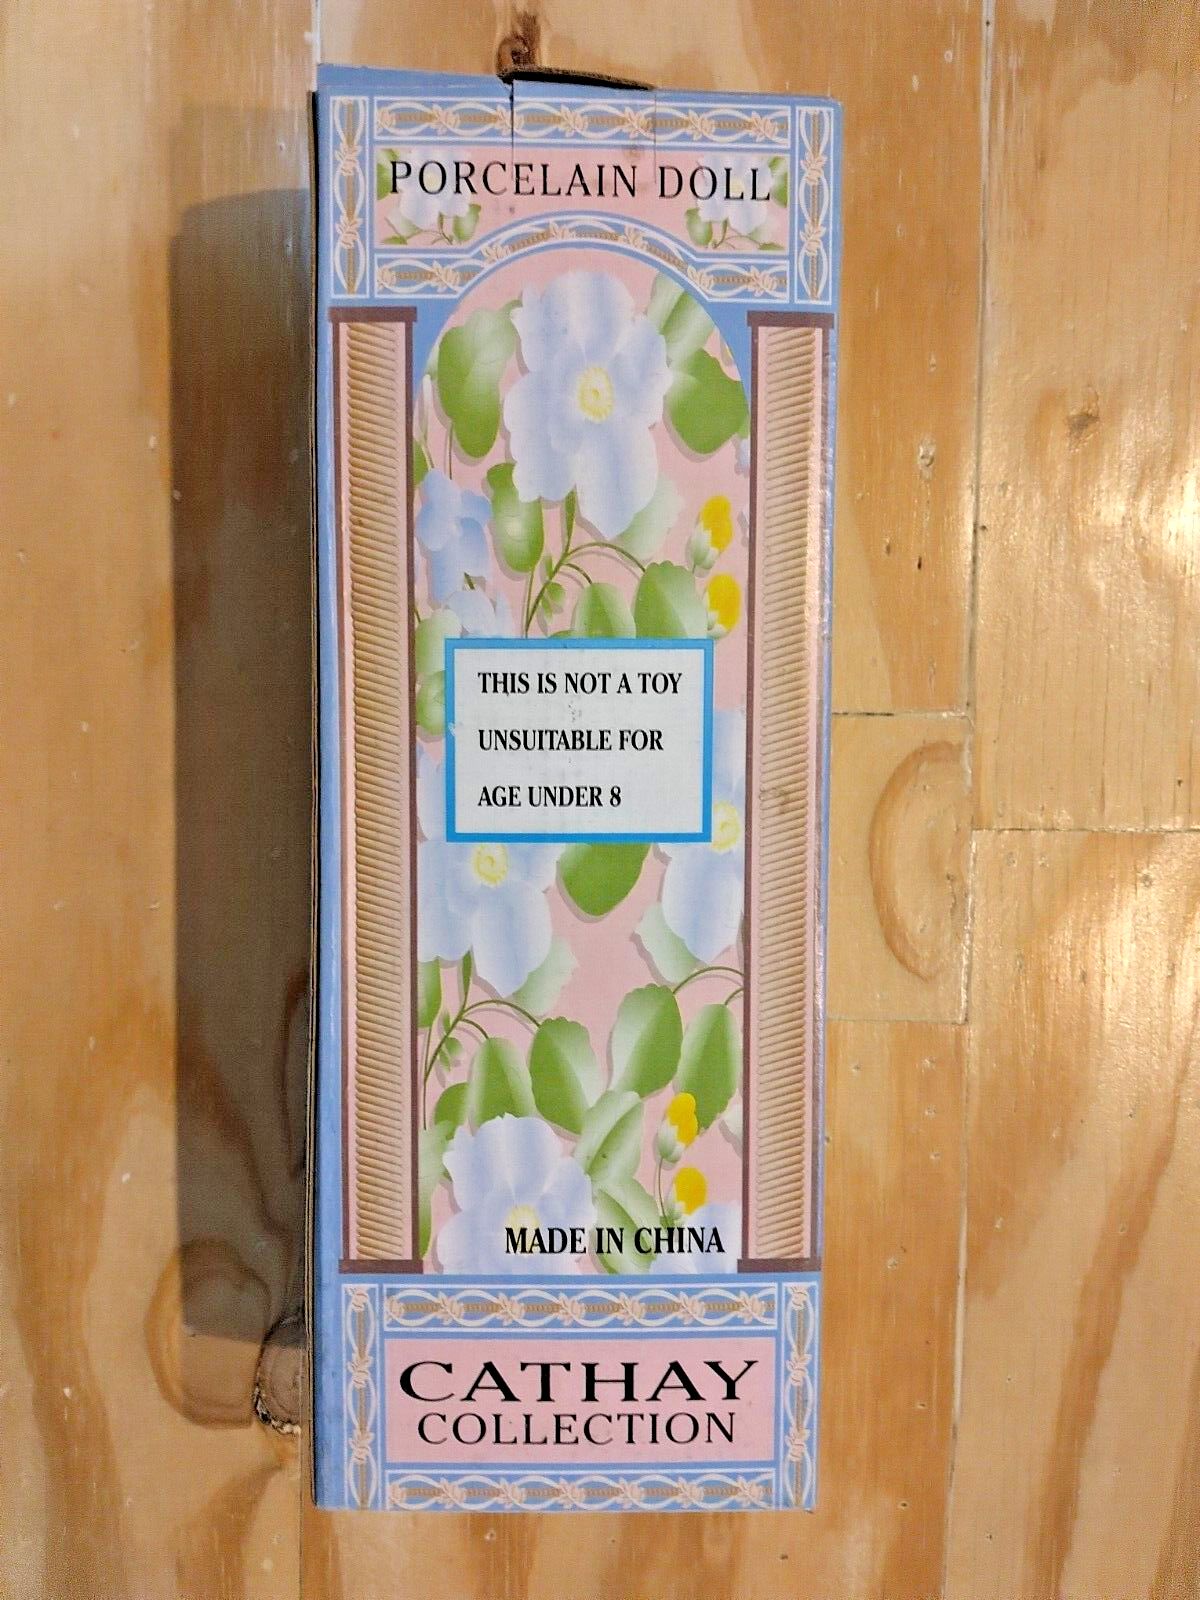 PORCELAIN DOLL
THIS IS NOT A TOY
UNSUITABLE FOR
AGE UNDER 8
MADE IN CHINA
CATHAY
COLLECTION